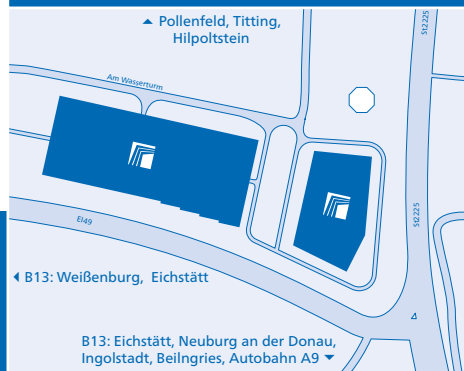 ▲ Pollenfeld, Titting,
Hilpoltstein
St2225
Am Wasserturm
St2225
EI49
◀ B13: Weißenburg, Eichstätt
B13: Eichstätt, Neuburg an der Donau,
Ingolstadt, Beilngries, Autobahn A9 ▼